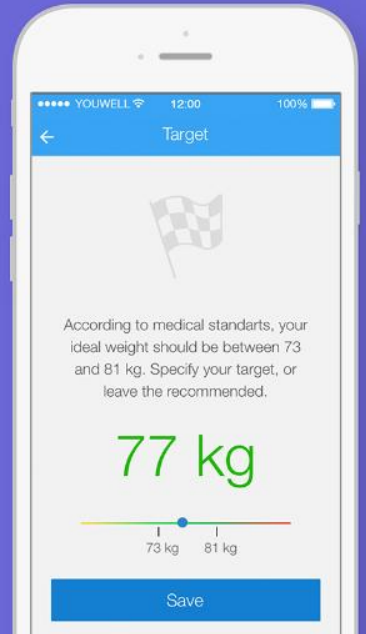 YOUWELL 12:00 100%
Target
According to medical standarts, your
ideal weight should be between 73
and 81 kg. Specify your target, or
leave the recommended.
77 kg
73 kg 81 kg
Save